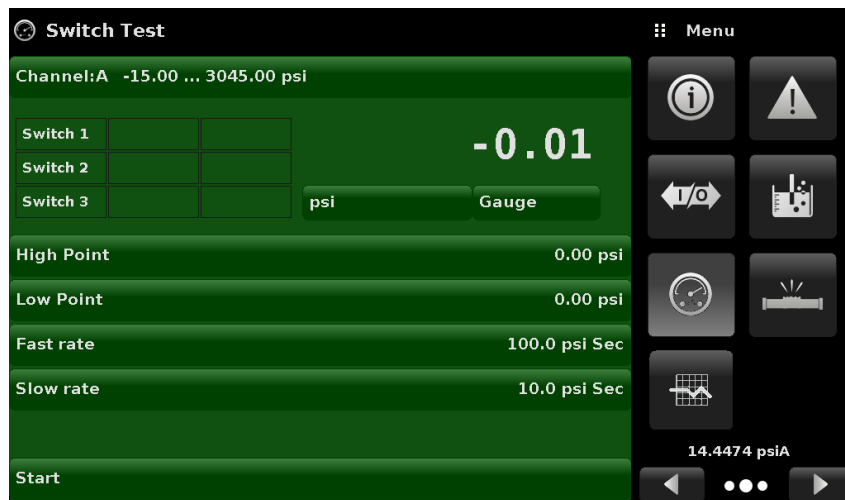 Switch Test
Menu
Channel:A -15.00 ... 3045.00 psi
Switch 1
-0.01
Switch 2
Switch 3
psi
Gauge
I/O
High Point 0.00 psi
Low Point 0.00 psi
Fast rate 100.0 psi Sec
Slow rate 10.0 psi Sec
14.4474 psiA
Start